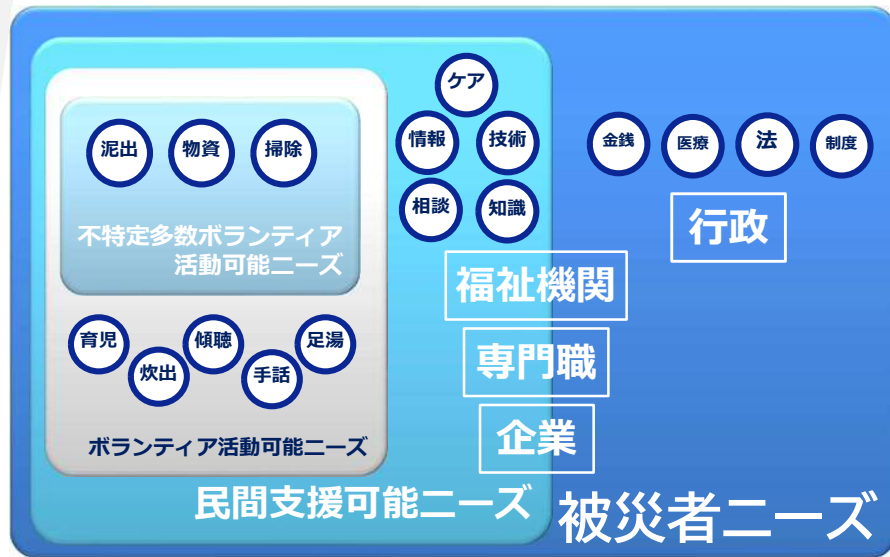 ケア
情報
技術
相談
知識
泥出
物資
掃除
不特定多数ボランティア
活動可能ニーズ
育児
炊出
傾聴
手話
足湯
ボランティア活動可能ニーズ
金銭
医療
法
制度
行政
福祉機関
専門職
企業
民間支援可能ニーズ
被災者ニーズ